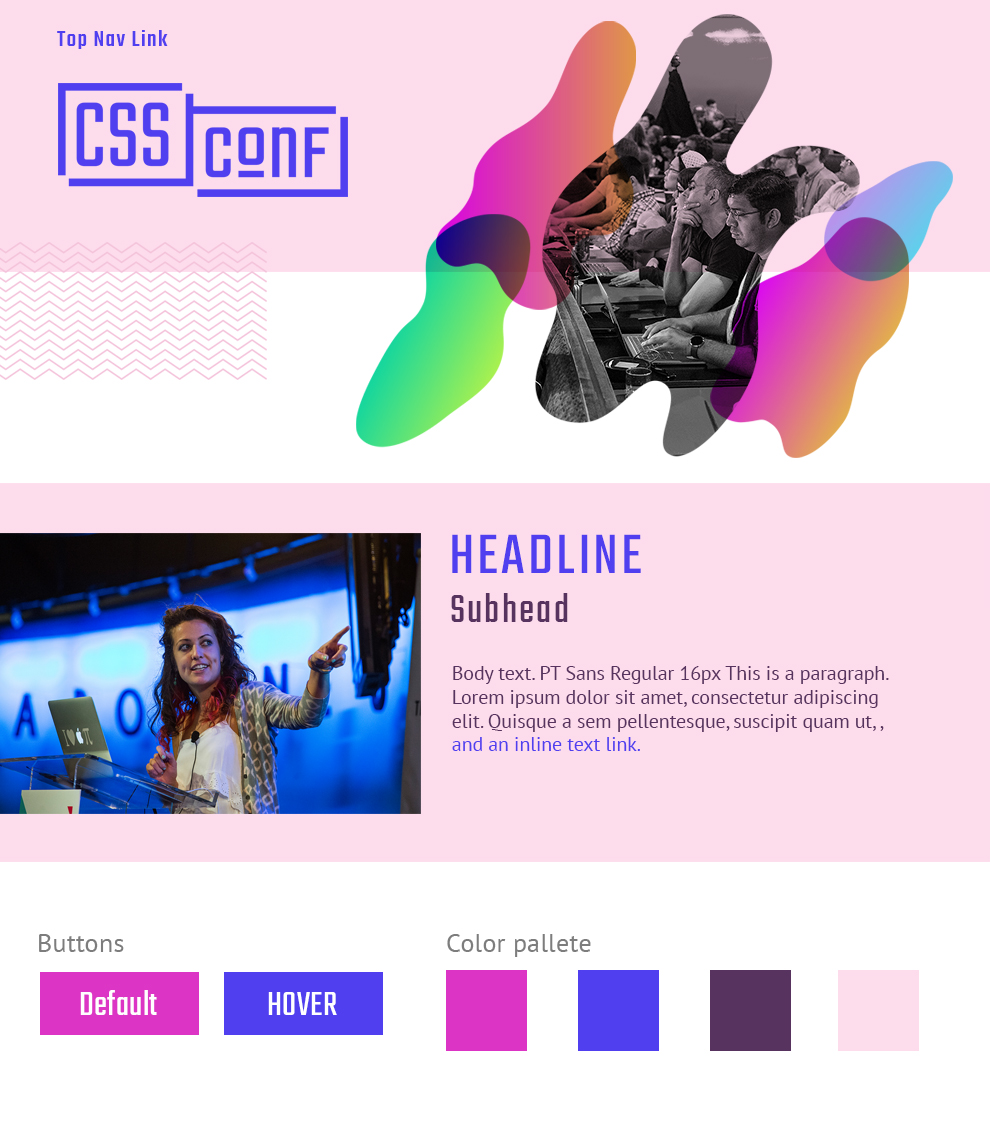 Top Nav Link
CSS
conf
HEADLINE
Subhead
Body text. PT Sans Regular 16px This is a paragraph.
Lorem ipsum dolor sit amet, consectetur adipiscing
elit. Quisque a sem pellentesque, suscipit quam ut, ,
and an inline text link.
Buttons
Color pallete
Default
HOVER